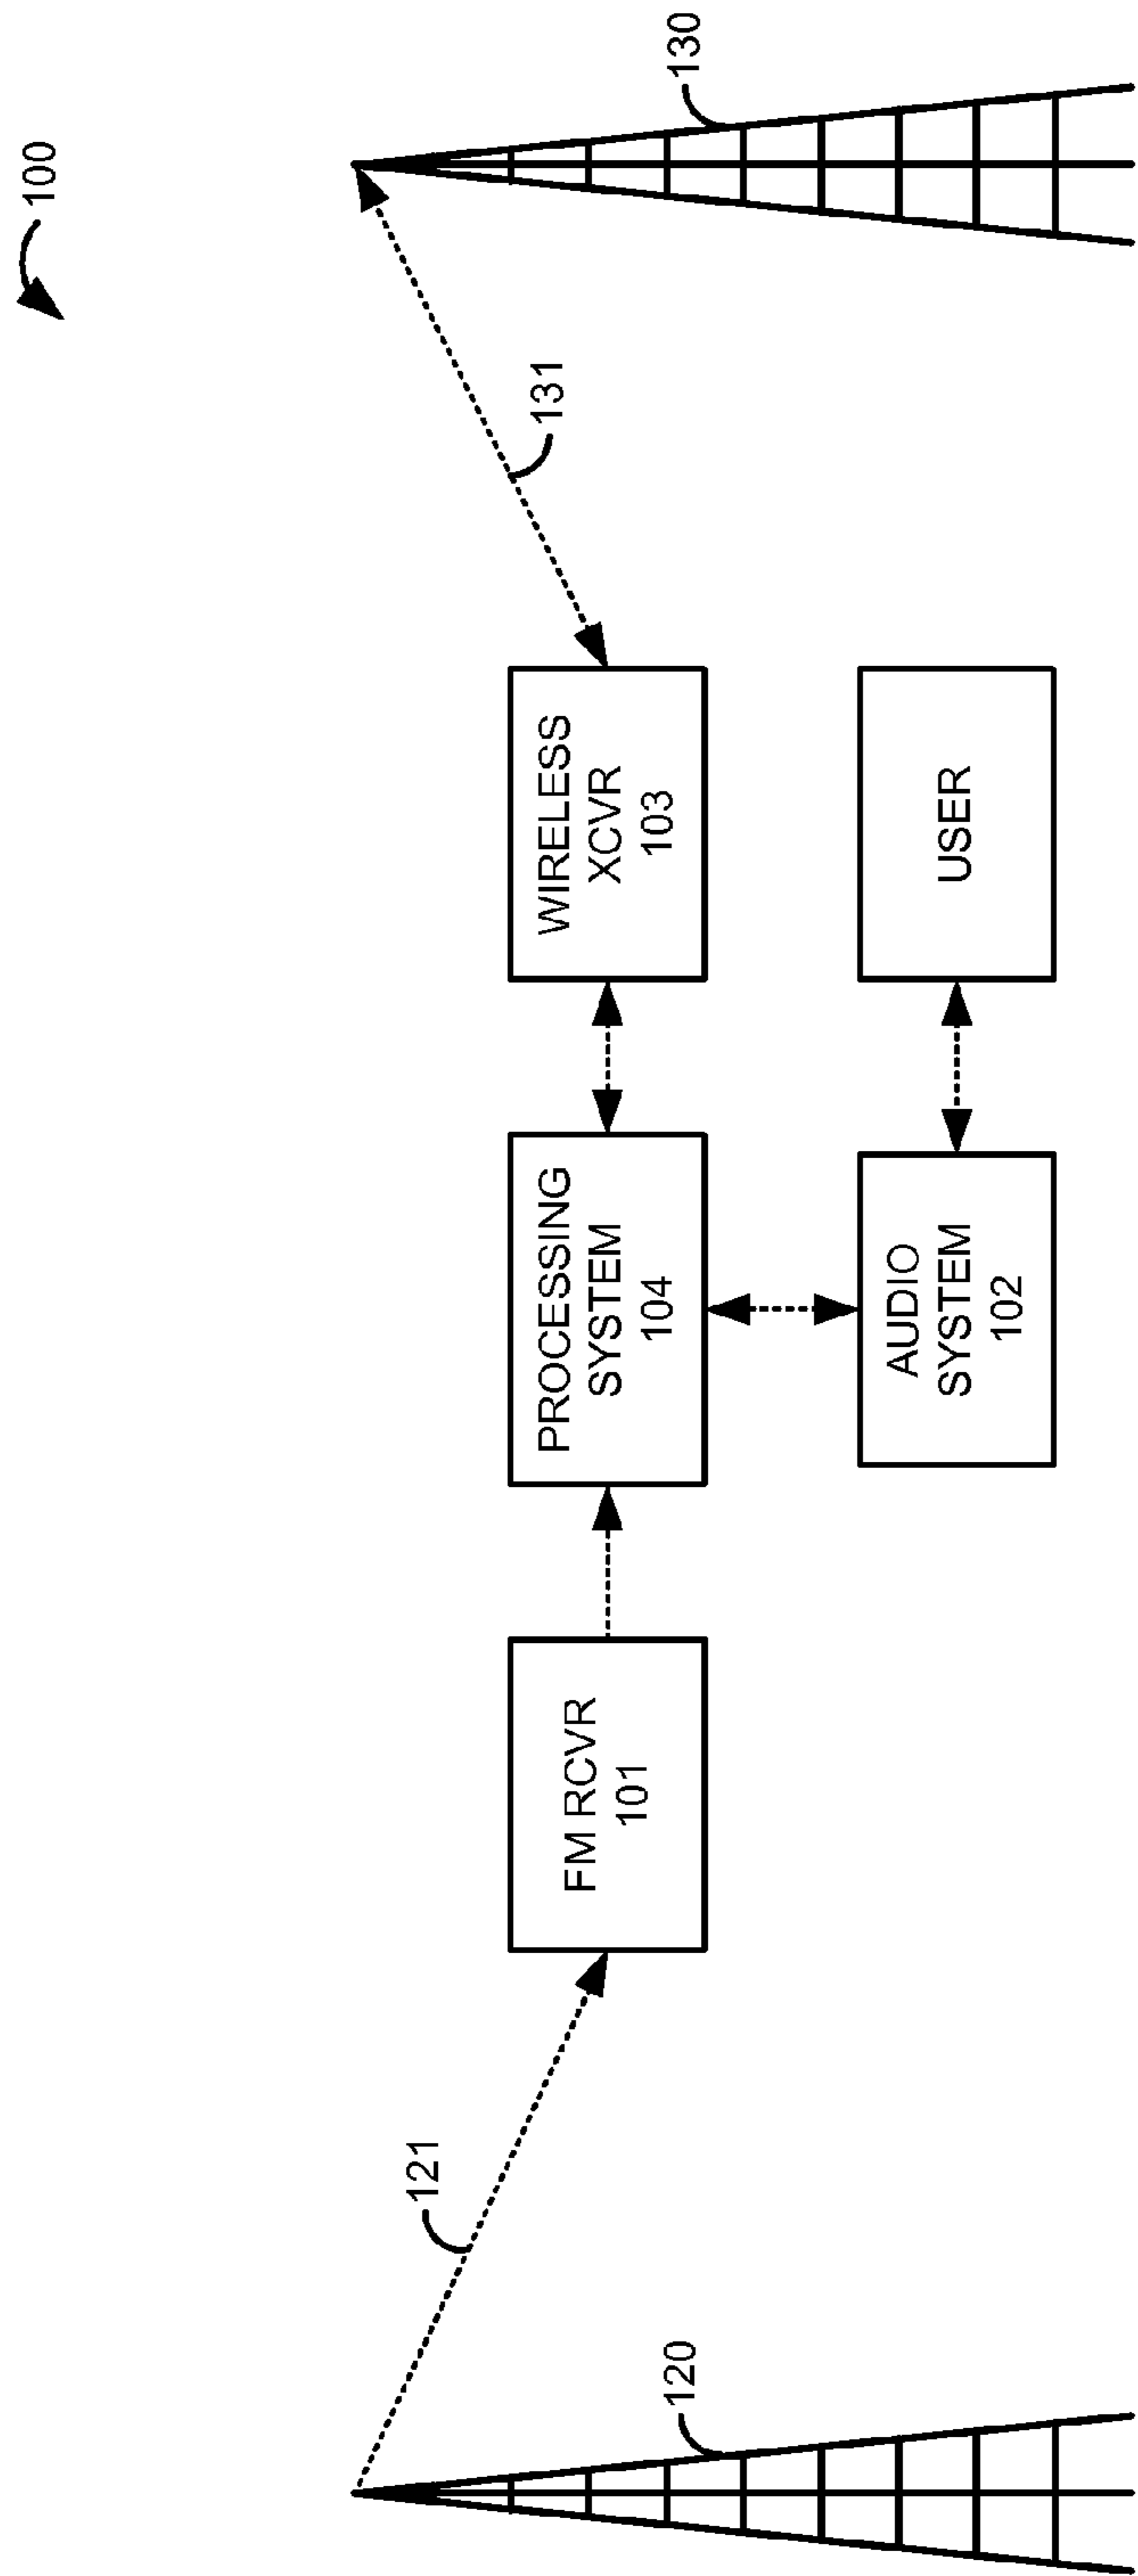 100
121
131
120
130
FM RCVR
101
PROCESSING
SYSTEM
104
WIRELESS
XCVR
103
AUDIO
SYSTEM
102
USER